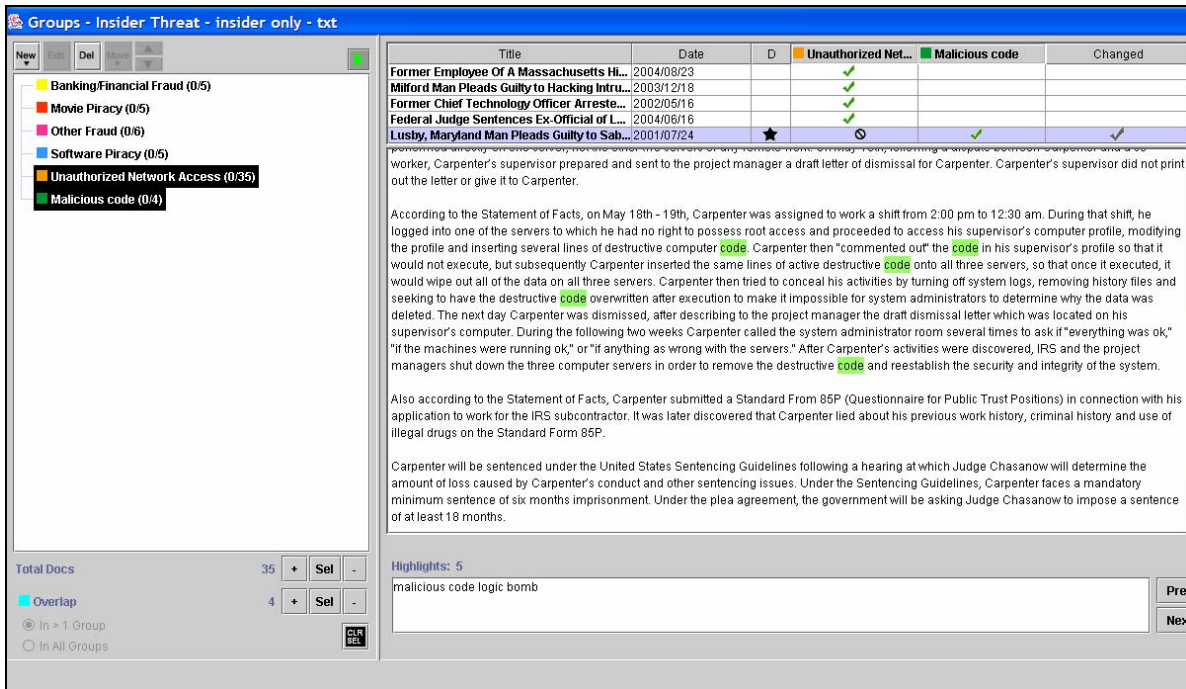 Groups - Insider Threat - insider only - txt
New Edit Del Move
Banking/Financial Fraud (0/5)
Movie Piracy (0/5)
Other Fraud (0/6)
Software Piracy (0/5)
Unauthorized Network Access (0/35)
Malicious code (0/4)
Total Docs 35 + Sel -
Overlap 4 + Sel -
In > 1 Group
In All Groups
CLR SEL
Title Date D Unauthorized Net... Malicious code Changed
Former Employee Of A Massachusetts Hi... 2004/08/23
Milford Man Pleads Guilty to Hacking Intru... 2003/12/18
Former Chief Technology Officer Arreste... 2002/05/16
Federal Judge Sentences Ex-Official of L... 2004/06/16
Lusby, Maryland Man Pleads Guilty to Sab... 2001/07/24
worker, Carpenter's supervisor prepared and sent to the project manager a draft letter of dismissal for Carpenter. Carpenter's supervisor did not print
out the letter or give it to Carpenter.
According to the Statement of Facts, on May 18th - 19th, Carpenter was assigned to work a shift from 2:00 pm to 12:30 am. During that shift, he
logged into one of the servers to which he had no right to possess root access and proceeded to access his supervisor's computer profile, modifying
the profile and inserting several lines of destructive computer code. Carpenter then "commented out" the code in his supervisor's profile so that it
would not execute, but subsequently Carpenter inserted the same lines of active destructive code onto all three servers, so that once it executed, it
would wipe out all of the data on all three servers. Carpenter then tried to conceal his activities by turning off system logs, removing history files and
seeking to have the destructive code overwritten after execution to make it impossible for system administrators to determine why the data was
deleted. The next day Carpenter was dismissed, after describing to the project manager the draft dismissal letter which was located on his
supervisor's computer. During the following two weeks Carpenter called the system administrator room several times to ask if "everything was ok,"
"if the machines were running ok," or "if anything as wrong with the servers." After Carpenter's activities were discovered, IRS and the project
managers shut down the three computer servers in order to remove the destructive code and reestablish the security and integrity of the system.
Also according to the Statement of Facts, Carpenter submitted a Standard From 85P (Questionnaire for Public Trust Positions) in connection with his
application to work for the IRS subcontractor. It was later discovered that Carpenter lied about his previous work history, criminal history and use of
illegal drugs on the Standard Form 85P.
Carpenter will be sentenced under the United States Sentencing Guidelines following a hearing at which Judge Chasanow will determine the
amount of loss caused by Carpenter's conduct and other sentencing issues. Under the Sentencing Guidelines, Carpenter faces a mandatory
minimum sentence of six months imprisonment. Under the plea agreement, the government will be asking Judge Chasanow to impose a sentence
of at least 18 months.
Highlights: 5
malicious code logic bomb
Pre
Nex